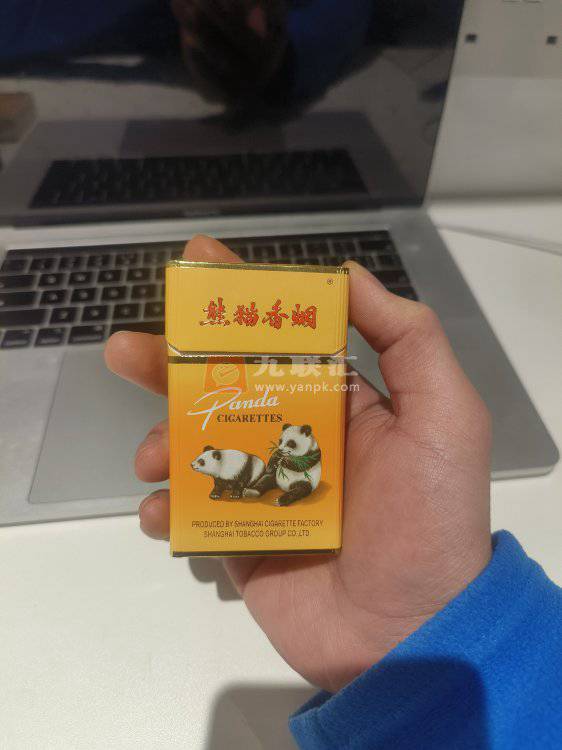 熊猫香烟
®
九联汇
www.yanpk.com
Panda
CIGARETTES
PRODUCED BY SHANGHAI CIGARETTE FACTORY
SHANGHAI TOBACCO GROUP CO.,LTD.